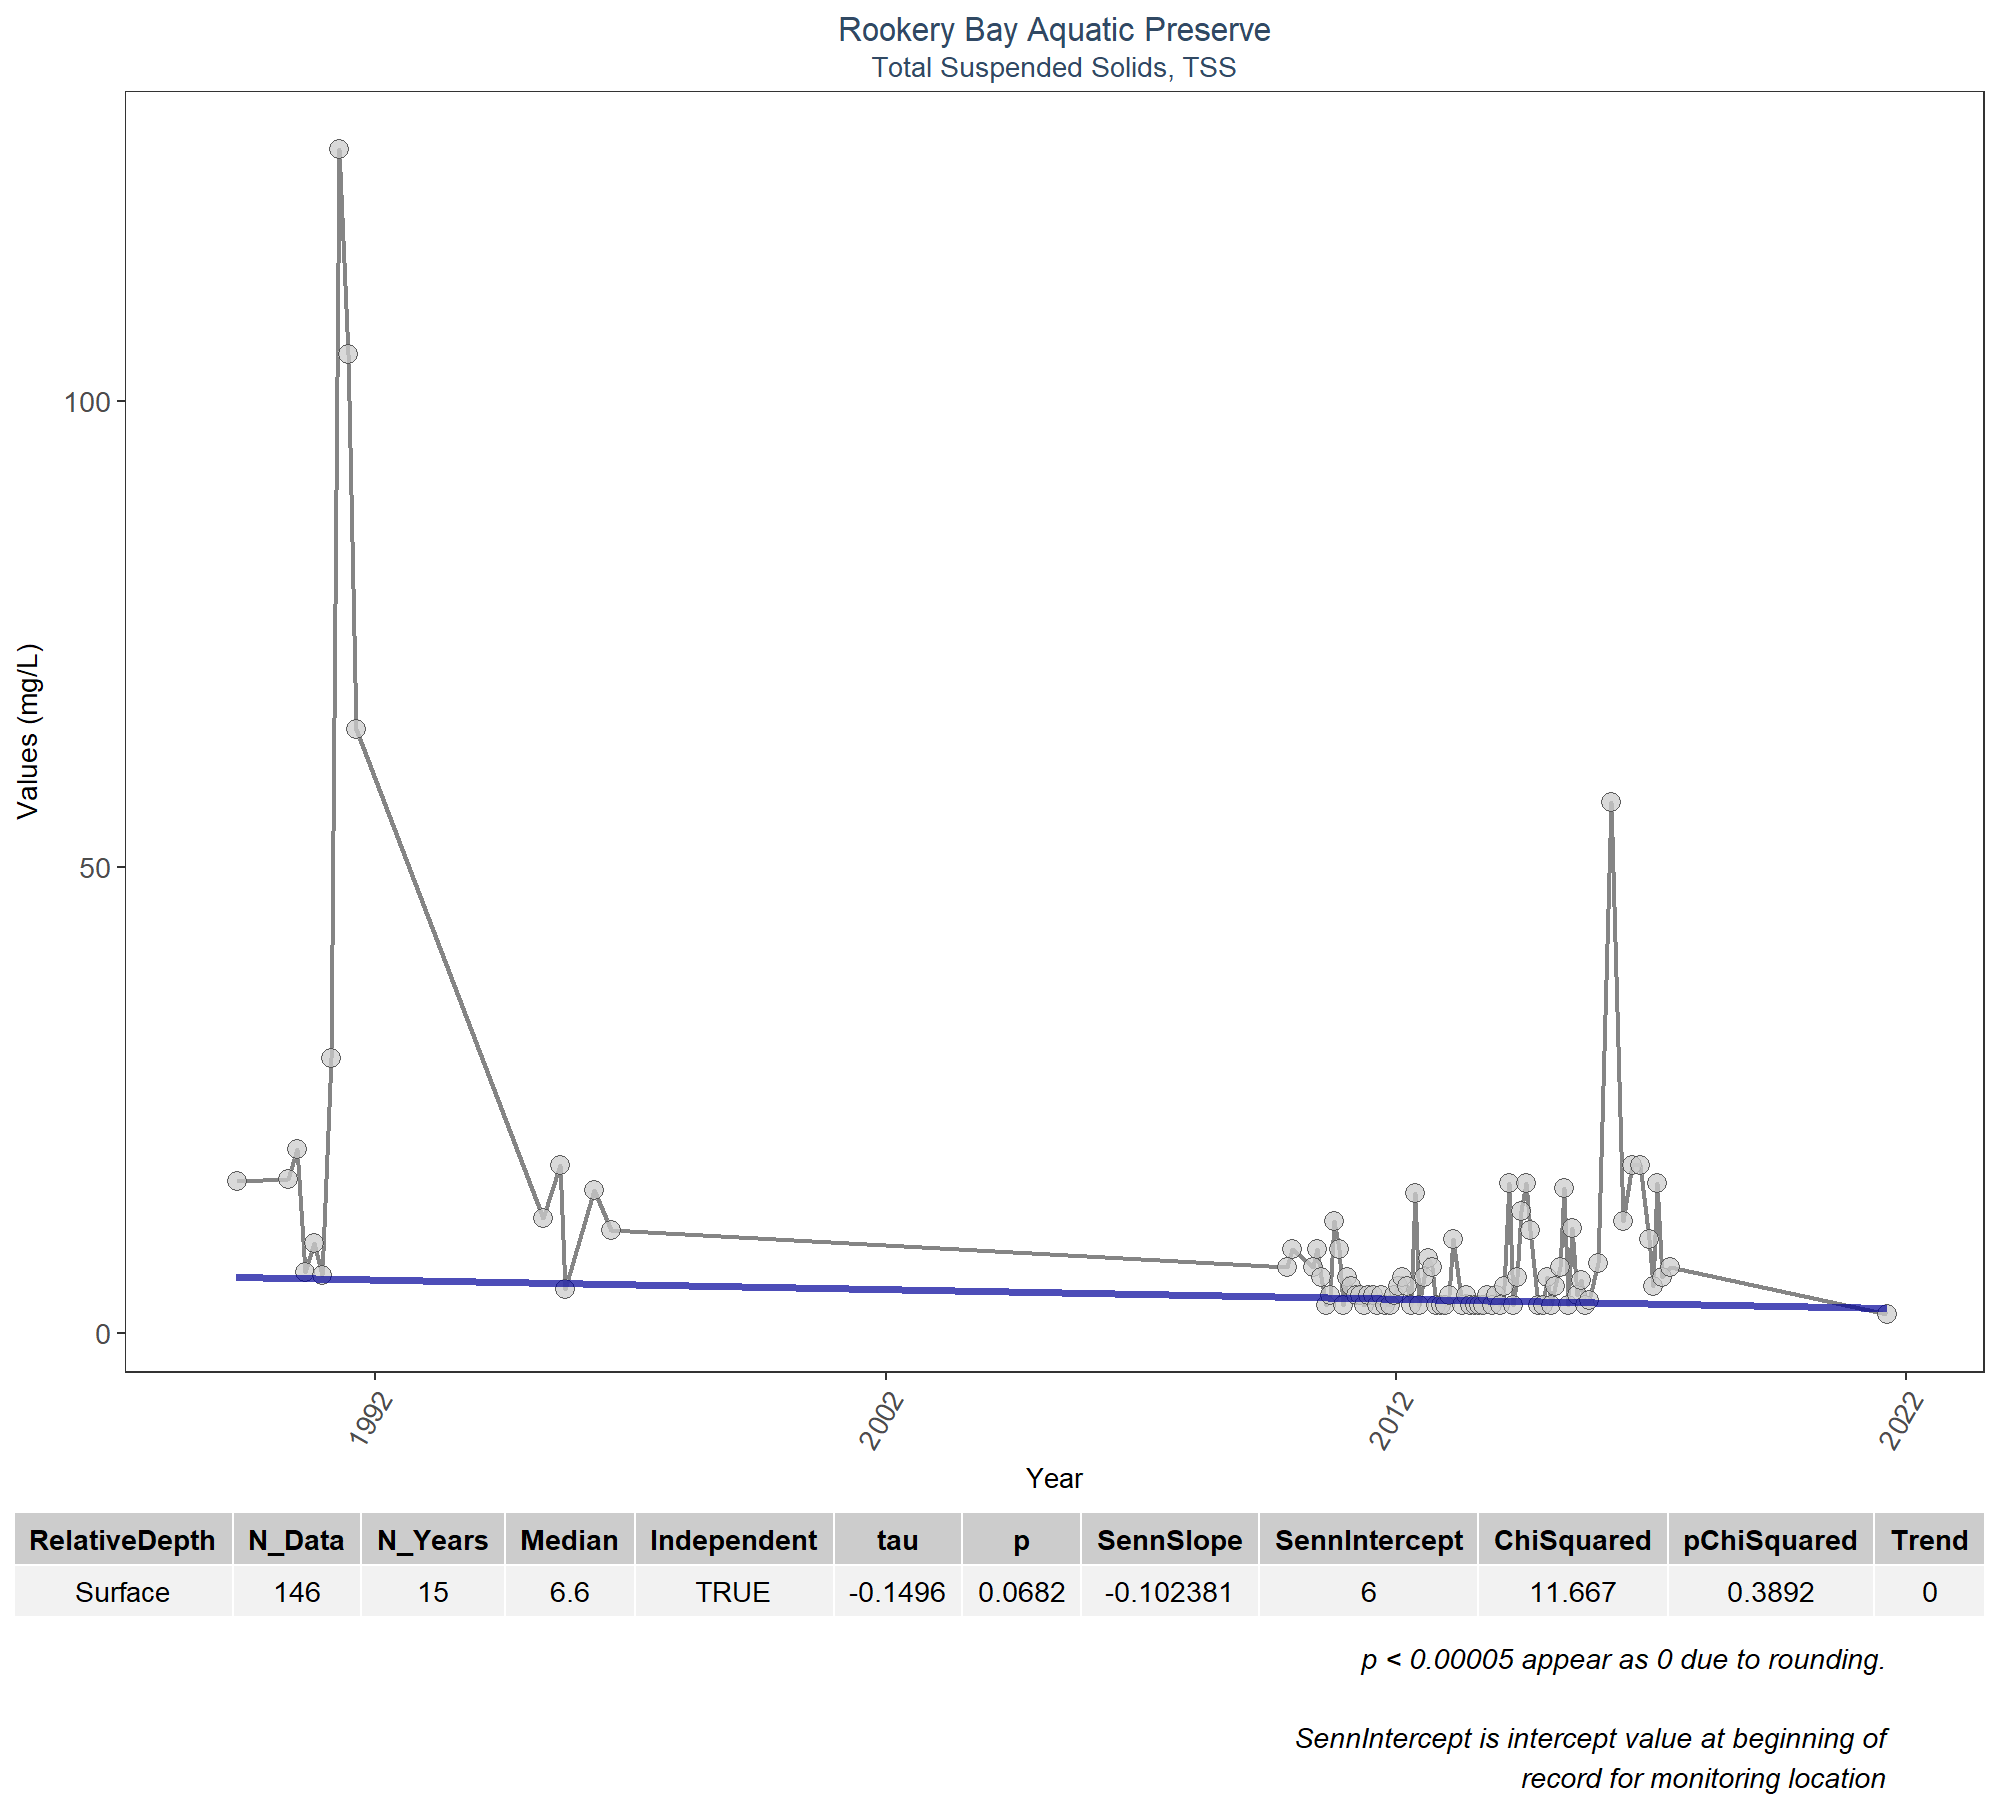 Rookery Bay Aquatic Preserve
Total Suspended Solids, TSS
Values (mg/L)
100
50
0
1992
2002
2012
2022
Year
RelativeDepth N_Data N_Years Median Independent tau p SennSlope SennIntercept ChiSquared pChiSquared Trend
Surface 146 15 6.6 TRUE -0.1496 0.0682 -0.102381 6 11.667 0.3892 0
p < 0.00005 appear as 0 due to rounding.
SennIntercept is intercept value at beginning of
record for monitoring location